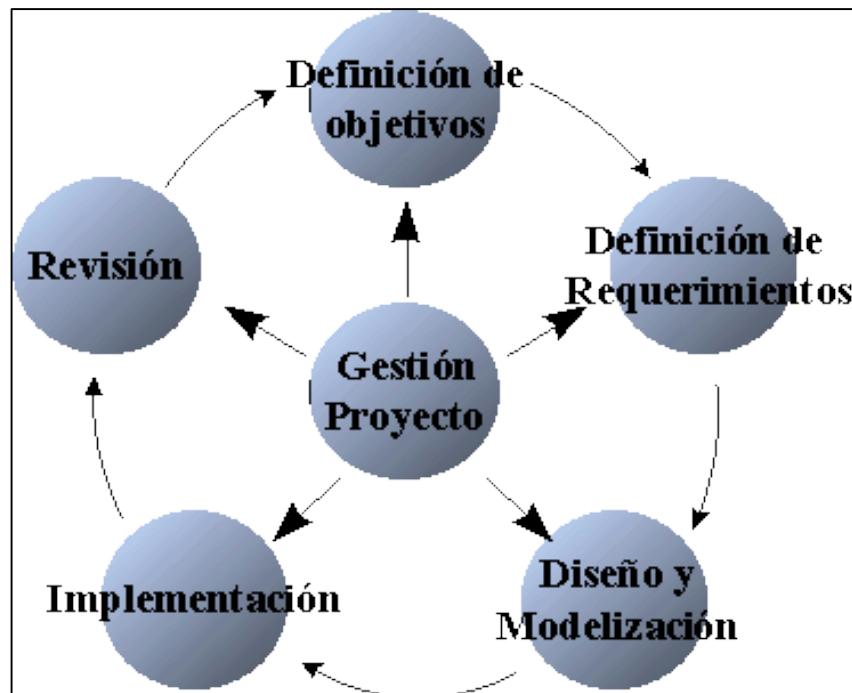 Definición de
objetivos
Definición de
Requerimientos
Revisión
Gestión
Proyecto
Implementación
Diseño y
Modelización